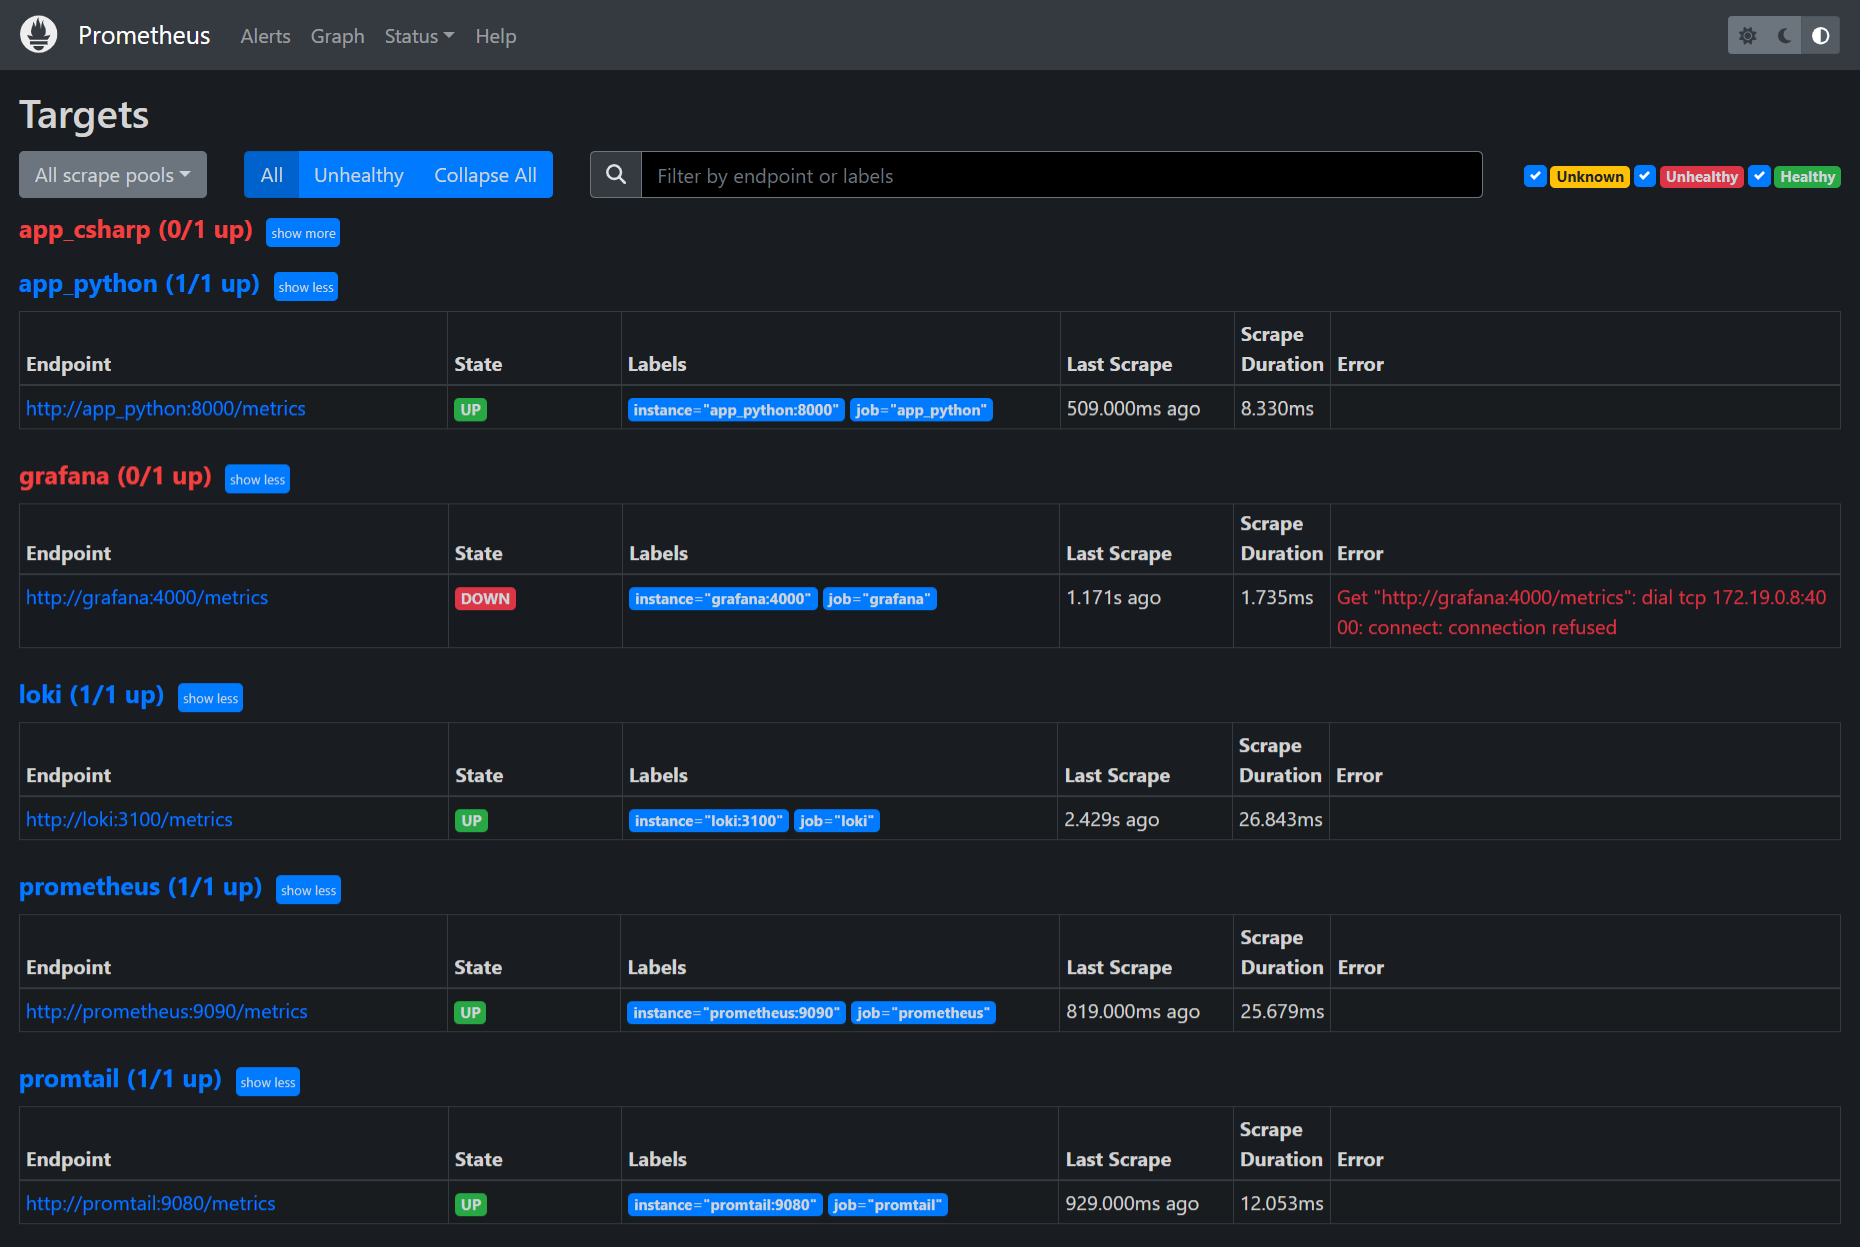 Prometheus Alerts Graph Status Help
Targets
All scrape pools All Unhealthy Collapse All Filter by endpoint or labels Unknown Unhealthy Healthy
app_csharp (0/1 up) show more
app_python (1/1 up) show less
Endpoint State Labels Last Scrape Scrape Duration Error
http://app_python:8000/metrics UP instance="app_python:8000" job="app_python" 509.000ms ago 8.330ms
grafana (0/1 up) show less
Endpoint State Labels Last Scrape Scrape Duration Error
http://grafana:4000/metrics DOWN instance="grafana:4000" job="grafana" 1.171s ago 1.735ms Get "http://grafana:4000/metrics": dial tcp 172.19.0.8:40
00: connect: connection refused
loki (1/1 up) show less
Endpoint State Labels Last Scrape Scrape Duration Error
http://loki:3100/metrics UP instance="loki:3100" job="loki" 2.429s ago 26.843ms
prometheus (1/1 up) show less
Endpoint State Labels Last Scrape Scrape Duration Error
http://prometheus:9090/metrics UP instance="prometheus:9090" job="prometheus" 819.000ms ago 25.679ms
promtail (1/1 up) show less
Endpoint State Labels Last Scrape Scrape Duration Error
http://promtail:9080/metrics UP instance="promtail:9080" job="promtail" 929.000ms ago 12.053ms